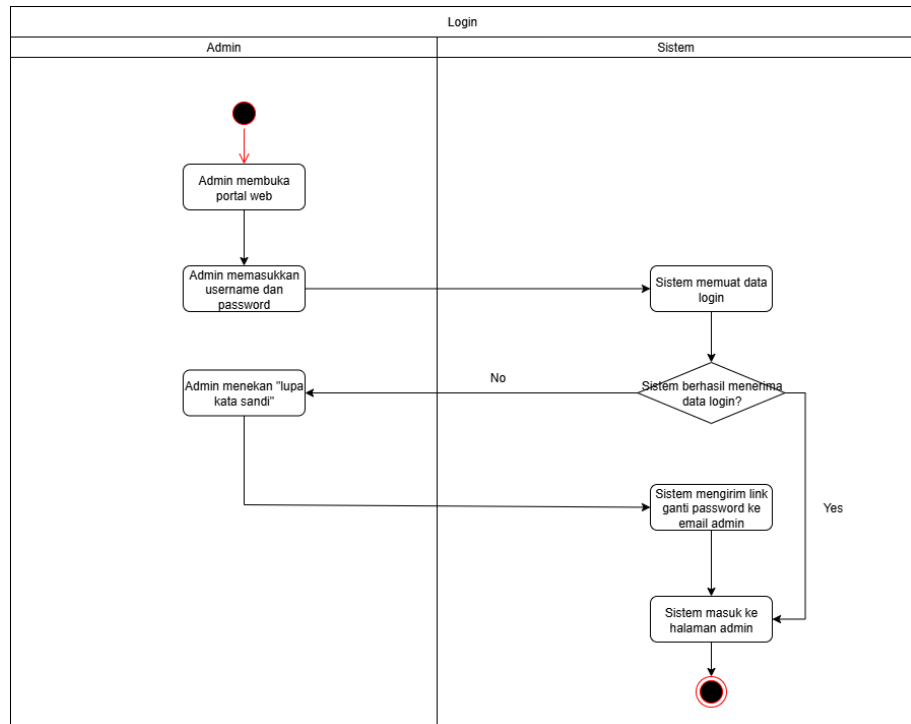 Login
Admin
Sistem
Admin membuka
portal web
Admin memasukkan
username dan
password
Sistem memuat data
login
Admin menekan "lupa
kata sandi"
No
Sistem berhasil menerima
data login?
Sistem mengirim link
ganti password ke
email admin
Yes
Sistem masuk ke
halaman admin